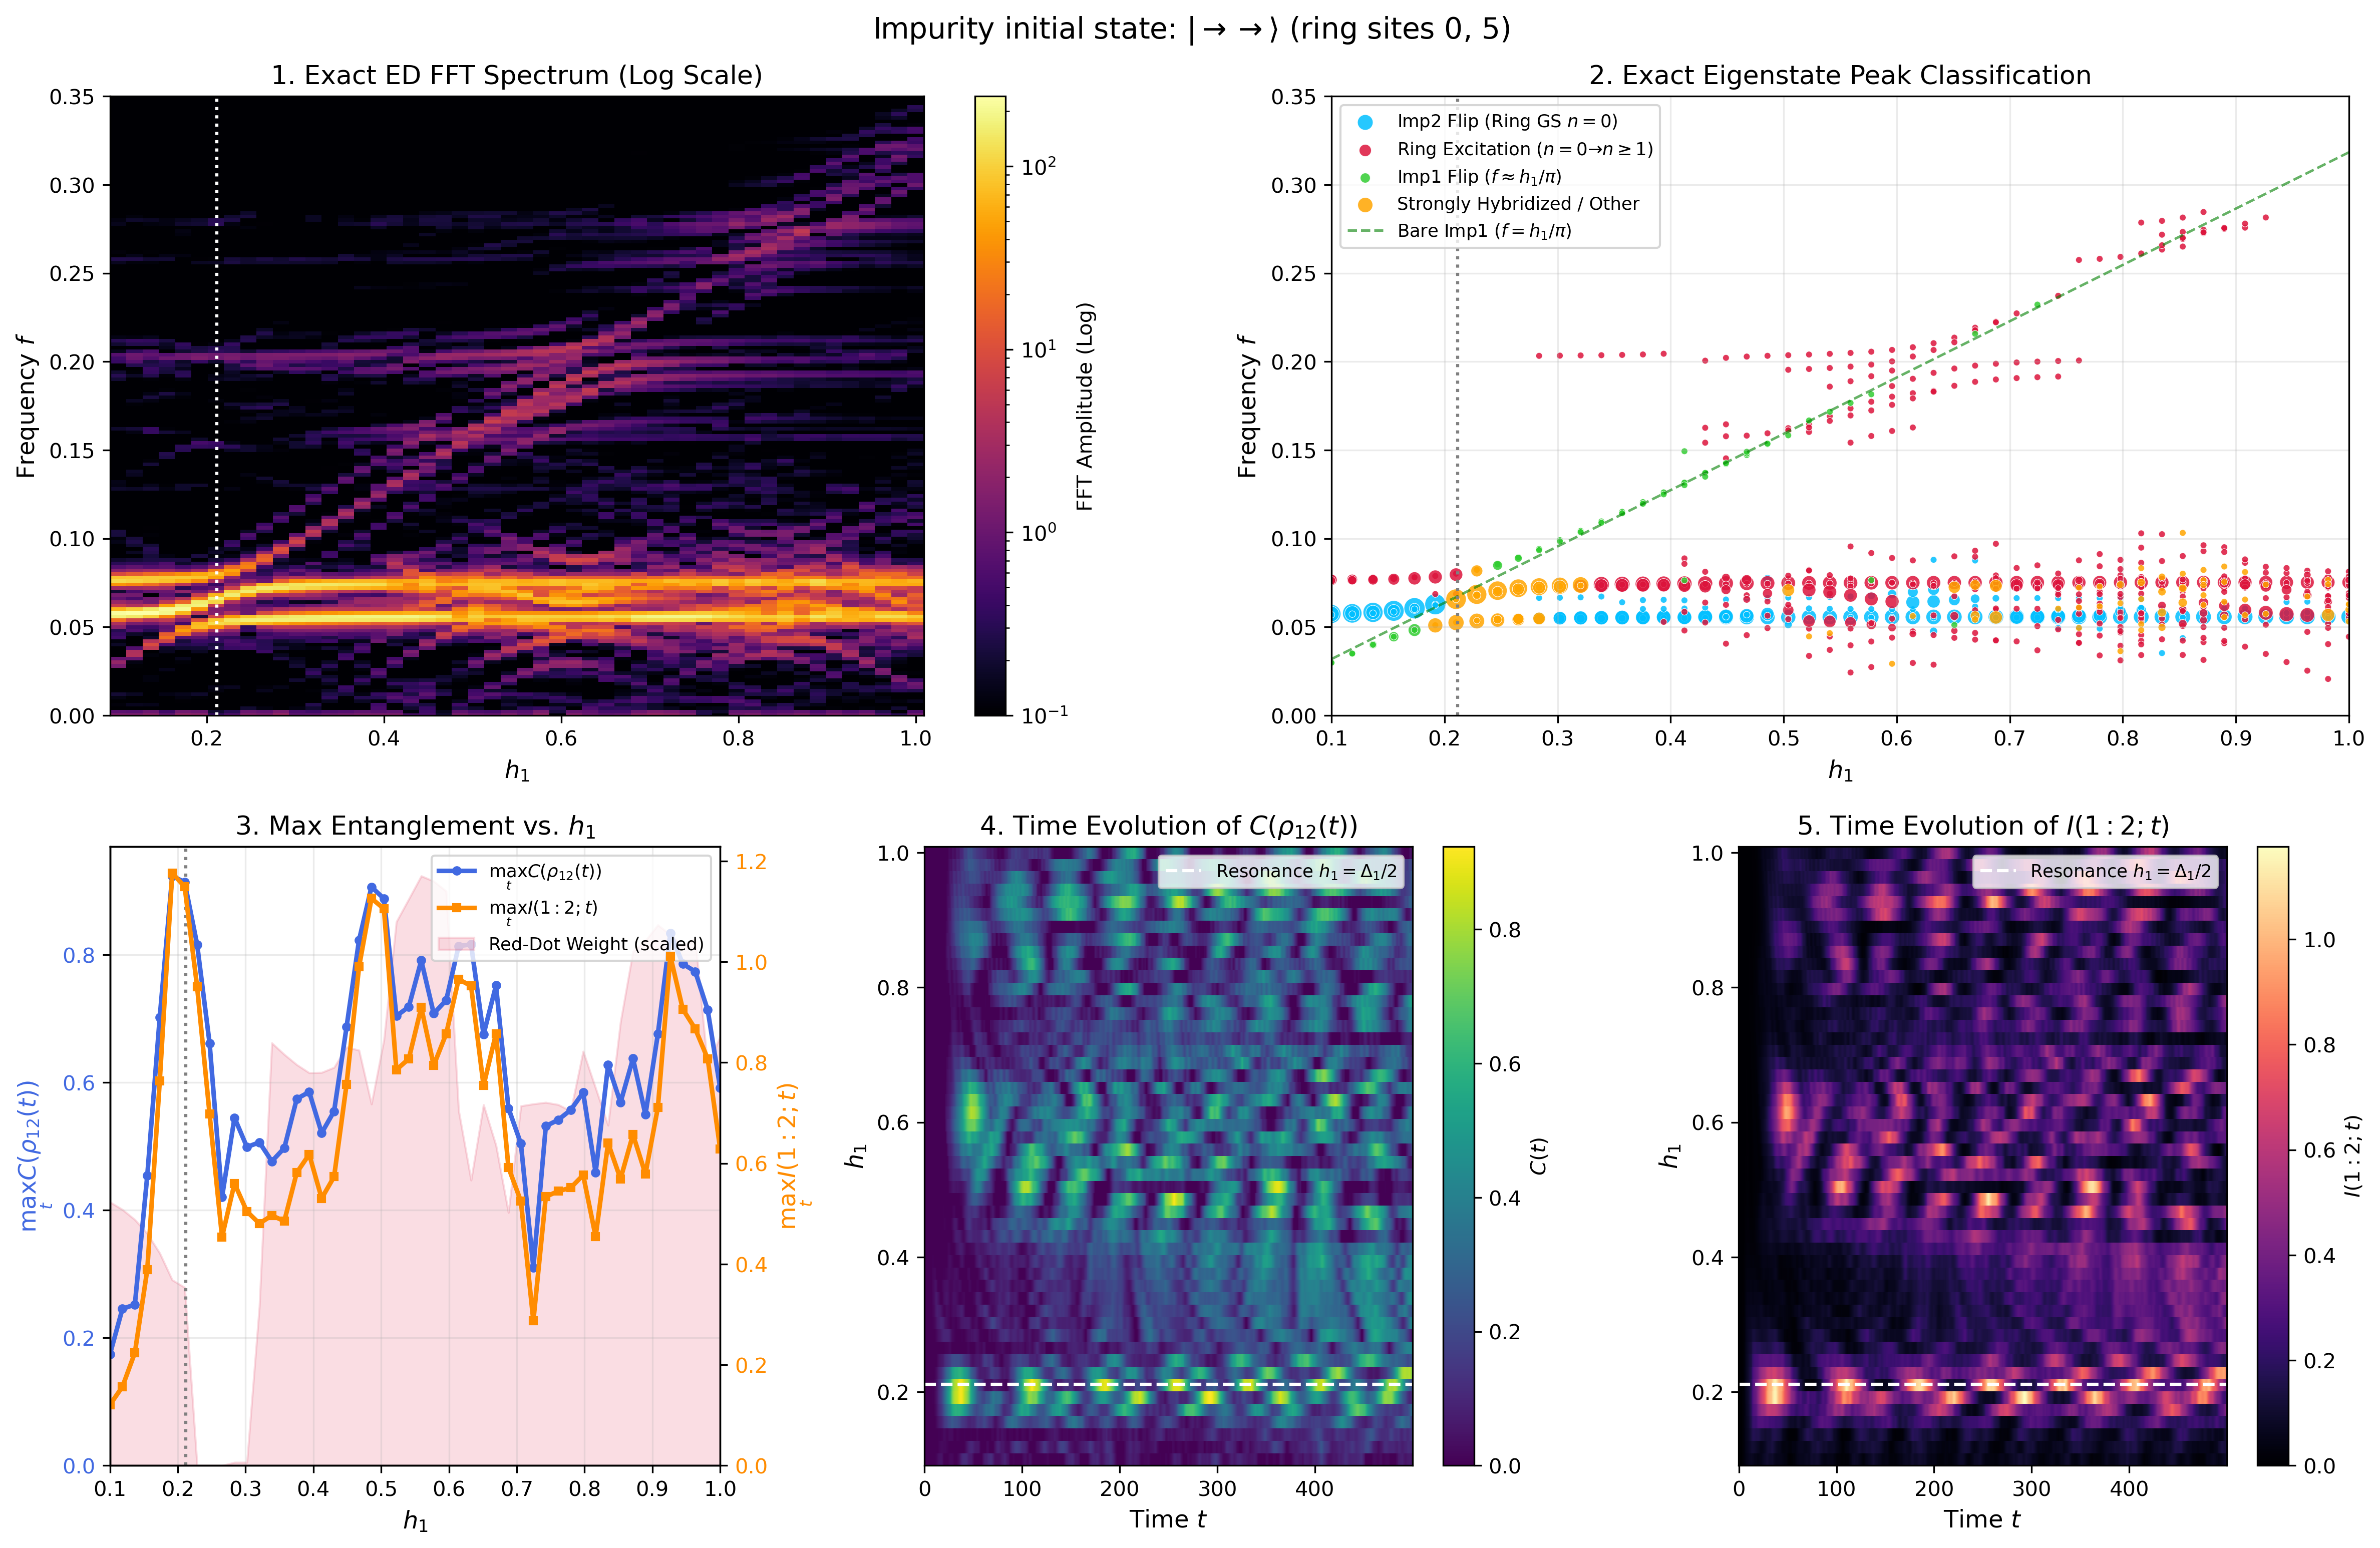 Impurity initial state: |→→⟩ (ring sites 0, 5)
1. Exact ED FFT Spectrum (Log Scale)
0.35
0.30
0.25
0.20
0.15
0.10
0.05
0.00
Frequency f
0.2
0.4
0.6
0.8
1.0
h₁
10²
10¹
10⁰
10⁻¹
FFT Amplitude (Log)
2. Exact Eigenstate Peak Classification
Imp2 Flip (Ring GS n = 0)
Ring Excitation (n = 0→n ≥ 1)
Imp1 Flip (f ≈ h₁/π)
Strongly Hybridized / Other
Bare Imp1 (f = h₁/π)
0.35
0.30
0.25
0.20
0.15
0.10
0.05
0.00
Frequency f
0.1
0.2
0.3
0.4
0.5
0.6
0.7
0.8
0.9
1.0
h₁
3. Max Entanglement vs. h₁
max C(ρ₁₂(t))
t
max I(1 : 2; t)
t
Red-Dot Weight (scaled)
0.8
0.6
0.4
0.2
0.0
max C(ρ₁₂(t))
t
1.2
1.0
0.8
0.6
0.4
0.2
0.0
max I(1 : 2; t)
t
0.1
0.2
0.3
0.4
0.5
0.6
0.7
0.8
0.9
1.0
h₁
4. Time Evolution of C(ρ₁₂(t))
Resonance h₁ = Δ₁/2
1.0
0.8
0.6
0.4
0.2
h₁
0
100
200
300
400
Time t
0.8
0.6
0.4
0.2
0.0
C(t)
5. Time Evolution of I(1 : 2; t)
Resonance h₁ = Δ₁/2
1.0
0.8
0.6
0.4
0.2
h₁
0
100
200
300
400
Time t
1.0
0.8
0.6
0.4
0.2
0.0
I(1 : 2; t)